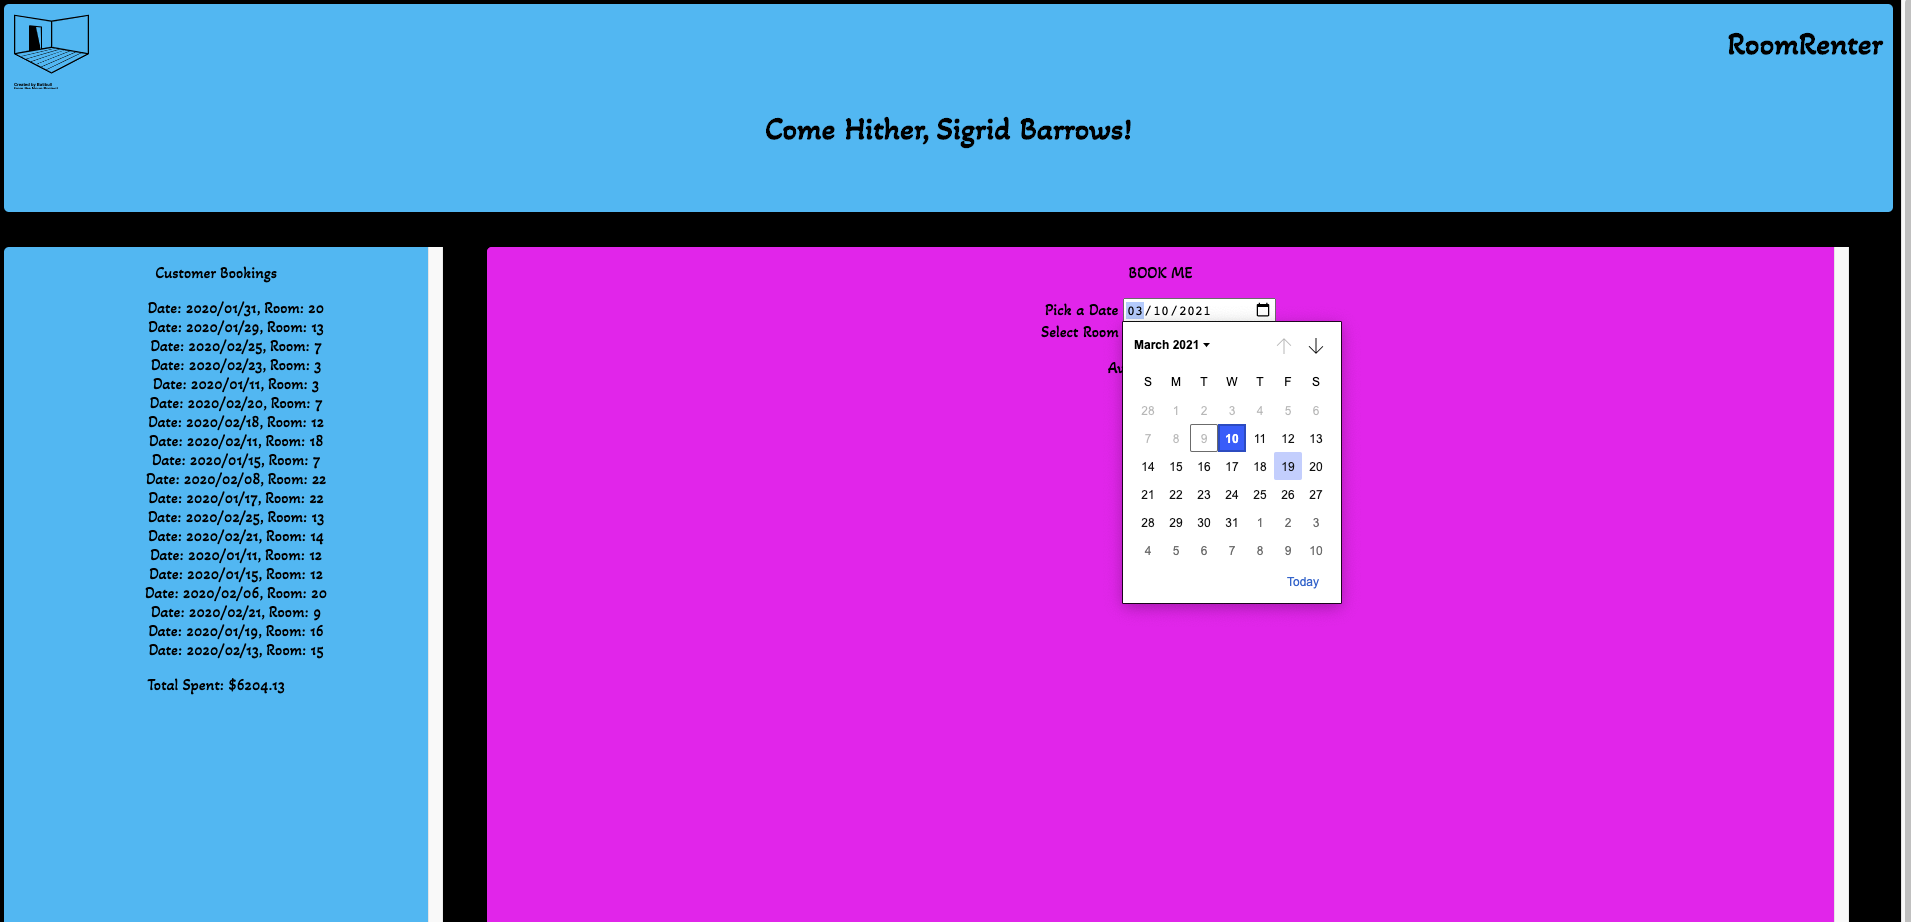 RoomRenter
Created by Batibull
Come Hither, Sigrid Barrows!
Customer Bookings
Date: 2020/01/31, Room: 20
Date: 2020/01/29, Room: 13
Date: 2020/02/25, Room: 7
Date: 2020/02/23, Room: 3
Date: 2020/01/11, Room: 3
Date: 2020/02/20, Room: 7
Date: 2020/02/18, Room: 12
Date: 2020/02/11, Room: 18
Date: 2020/01/15, Room: 7
Date: 2020/02/08, Room: 22
Date: 2020/01/17, Room: 22
Date: 2020/02/25, Room: 13
Date: 2020/02/21, Room: 14
Date: 2020/01/11, Room: 12
Date: 2020/01/15, Room: 12
Date: 2020/02/06, Room: 20
Date: 2020/02/21, Room: 9
Date: 2020/01/19, Room: 16
Date: 2020/02/13, Room: 15
Total Spent: $6204.13
BOOK ME
Pick a Date 03/10/2021
Select Room
Av
March 2021
S M T W T F S
28 1 2 3 4 5 6
7 8 9 10 11 12 13
14 15 16 17 18 19 20
21 22 23 24 25 26 27
28 29 30 31 1 2 3
4 5 6 7 8 9 10
Today